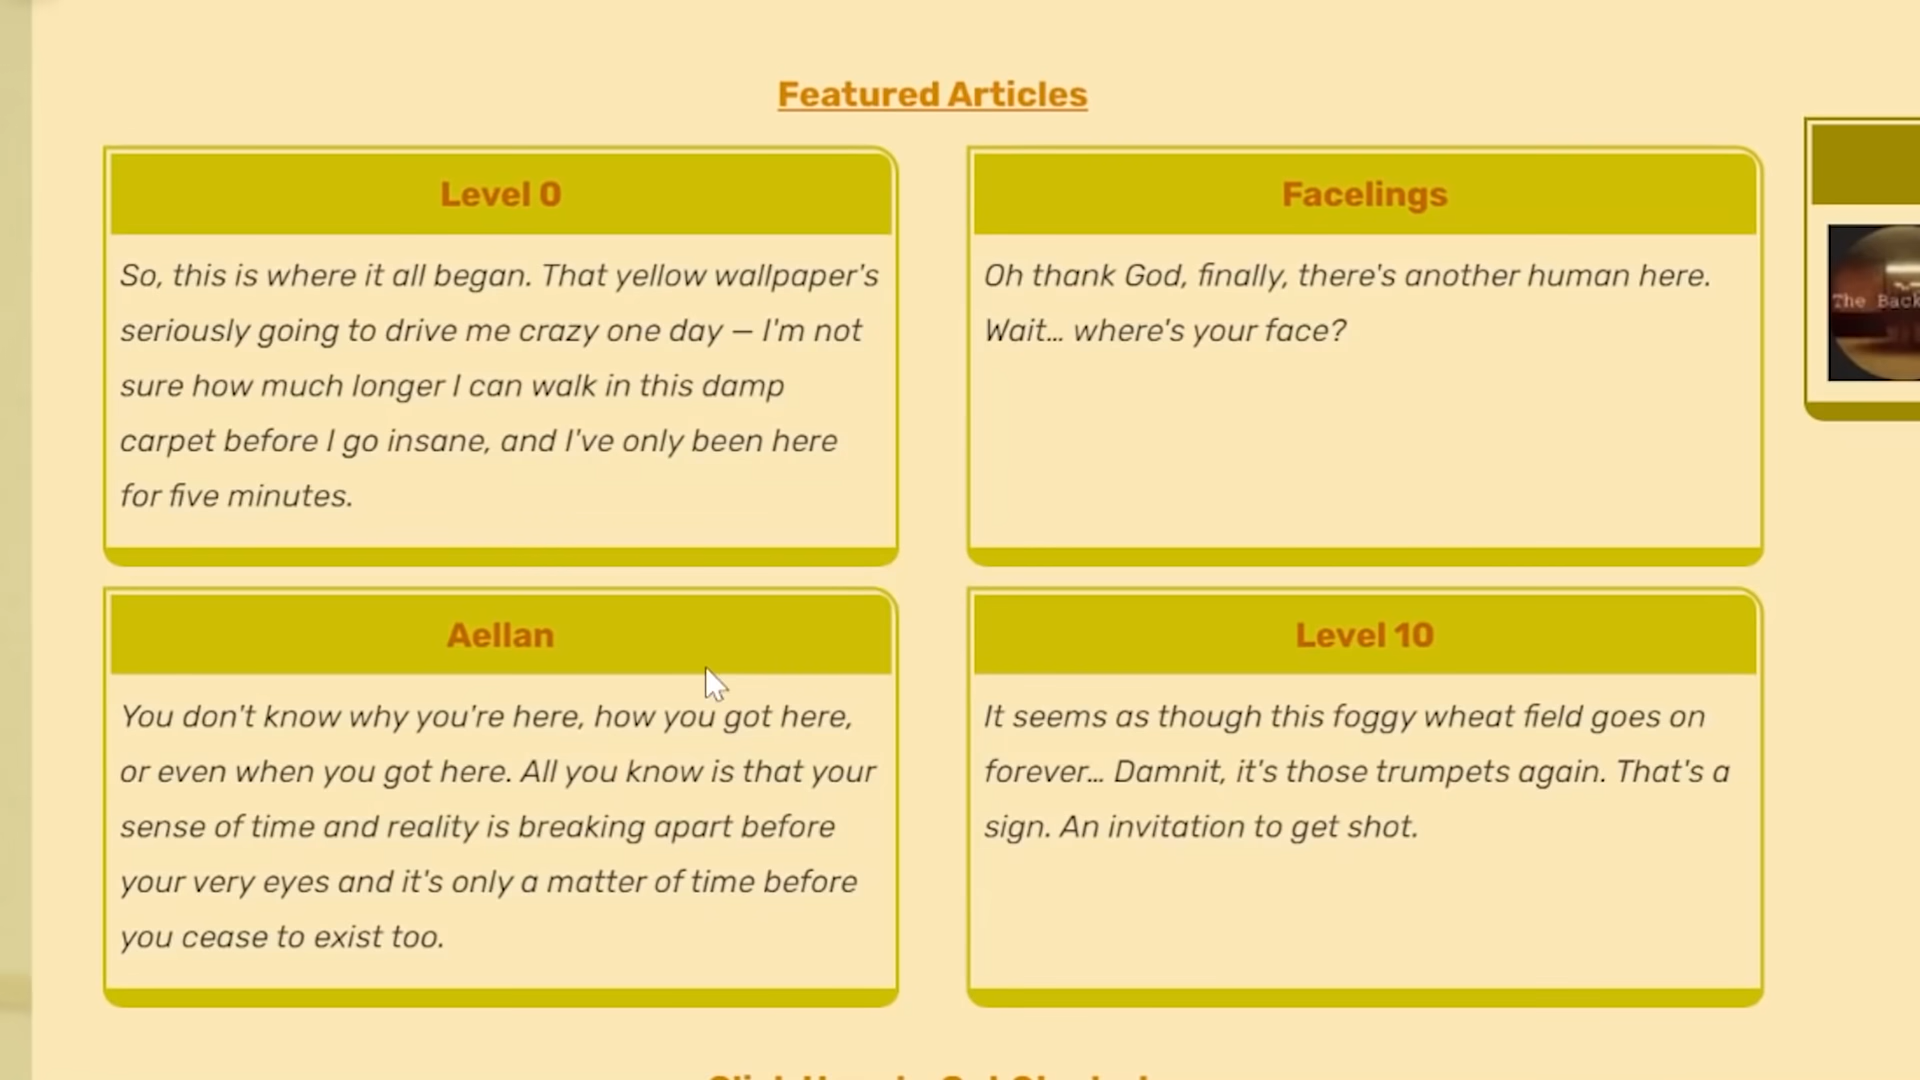 Featured Articles
Level 0
So, this is where it all began. That yellow wallpaper's
seriously going to drive me crazy one day — I'm not
sure how much longer I can walk in this damp
carpet before I go insane, and I've only been here
for five minutes.
Facelings
Oh thank God, finally, there's another human here.
Wait... where's your face?
Aellan
You don't know why you're here, how you got here,
or even when you got here. All you know is that your
sense of time and reality is breaking apart before
your very eyes and it's only a matter of time before
you cease to exist too.
Level 10
It seems as though this foggy wheat field goes on
forever... Damnit, it's those trumpets again. That's a
sign. An invitation to get shot.
The Back